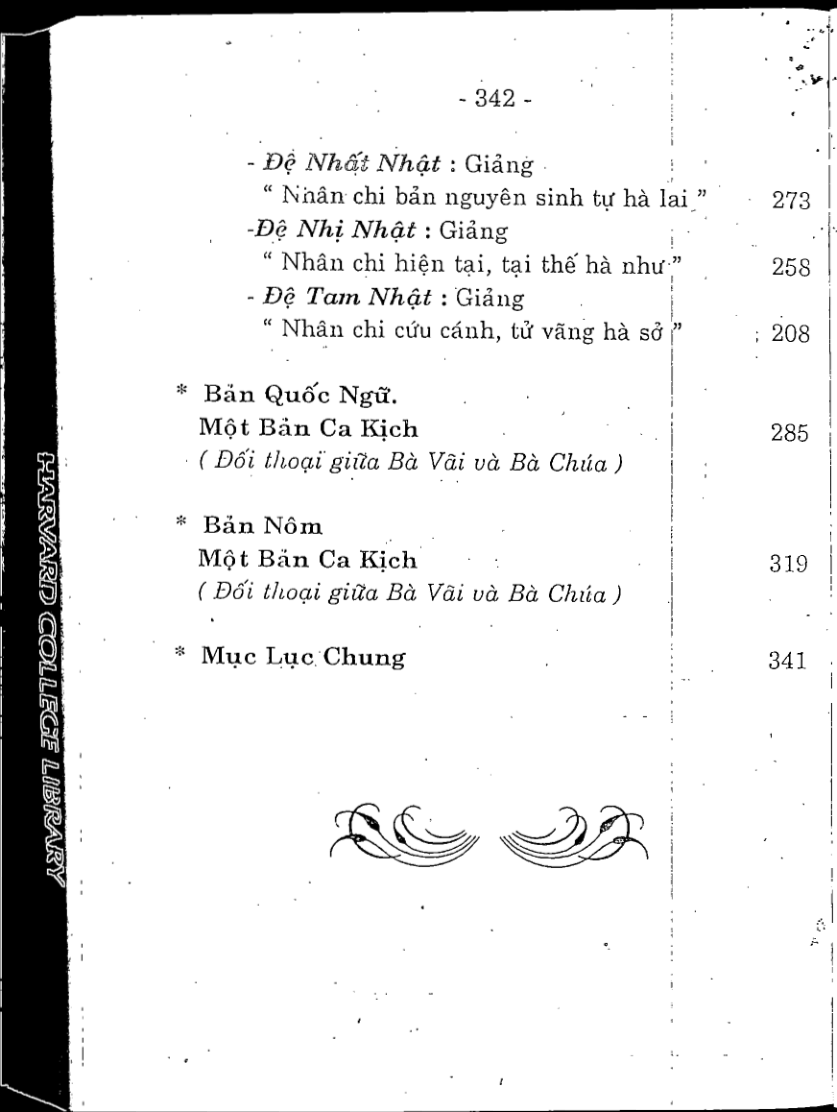 - 342 -
- Đệ Nhất Nhật : Giảng
“ Nhân chi bản nguyên sinh tự hà lai ” 273
-Đệ Nhị Nhật : Giảng
“ Nhân chi hiện tại, tại thế hà như ” 258
- Đệ Tam Nhật : Giảng
“ Nhân chi cứu cánh, tử vãng hà sở ” 208
* Bản Quốc Ngữ.
Một Bản Ca Kịch 285
( Đối thoại giữa Bà Vãi và Bà Chúa )
* Bản Nôm
Một Bản Ca Kịch 319
( Đối thoại giữa Bà Vãi và Bà Chúa )
* Mục Lục Chung 341
HARVARD COLLEGE LIBRARY